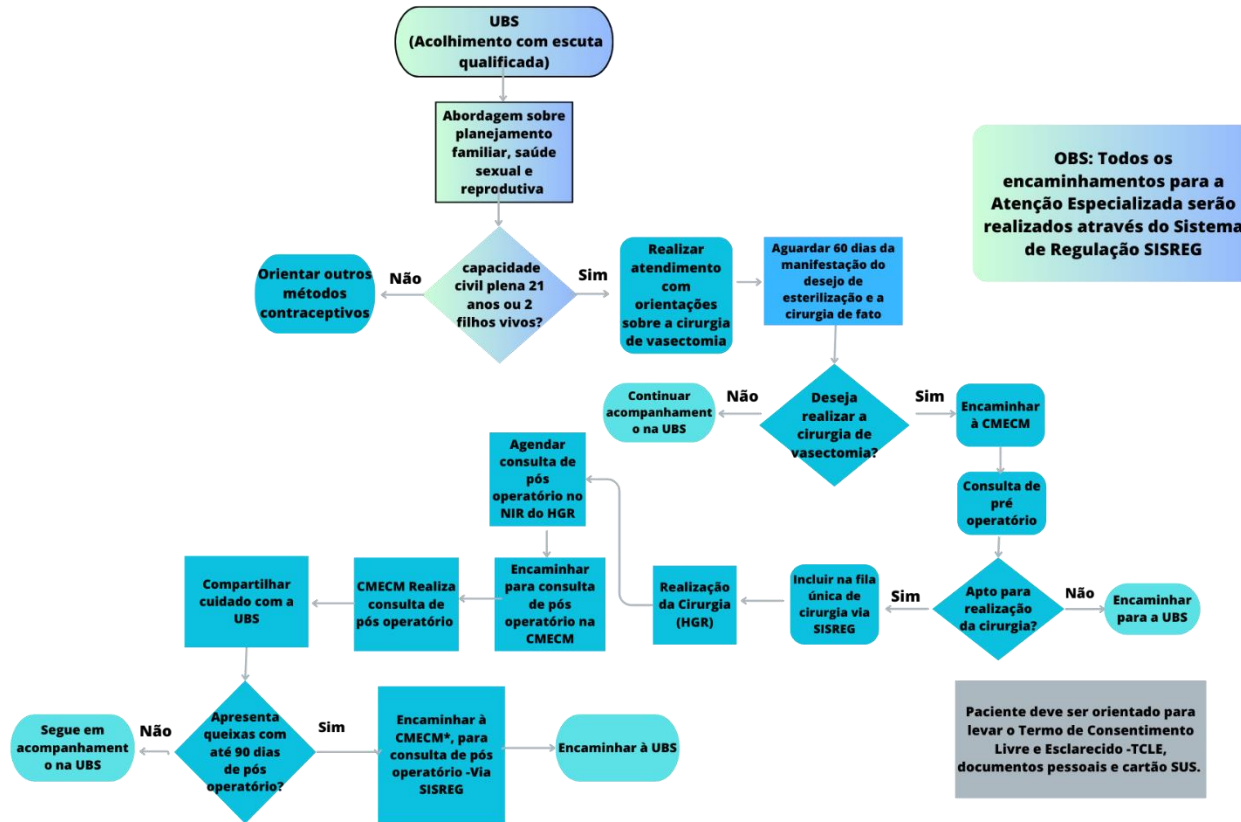 UBS
(Acolhimento com escuta
qualificada)
Abordagem sobre
planejamento
familiar, saúde
sexual e
reprodutiva
OBS: Todos os
encaminhamentos para a
Atenção Especializada serão
realizados através do Sistema
de Regulação SISREG
Orientar outros
métodos
contraceptivos
Não
capacidade
civil plena 21
anos ou 2
filhos vivos?
Sim
Realizar
atendimento
com
orientações
sobre a cirurgia
de vasectomia
Aguardar 60 dias da
manifestação do
desejo de
esterilização e a
cirurgia de fato
Continuar
acompanhament
o na UBS
Não
Deseja
realizar a
cirurgia de
vasectomia?
Sim
Encaminhar
à CMECM
Consulta de
pré
operatório
Apto para
realização
da cirurgia?
Não
Encaminhar
para a UBS
Sim
Incluir na fila
única de
cirurgia via
SISREG
Realização
da Cirurgia
(HGR)
Agendar
consulta de
pós
operatório no
NIR do HGR
Encaminhar
para consulta
de pós
operatório na
CMECM
CMECM Realiza
consulta de
pós operatório
Compartilhar
cuidado com a
UBS
Apresenta
queixas com
até 90 dias
de pós
operatório?
Não
Segue em
acompanhament
o na UBS
Sim
Encaminhar à
CMECM*, para
consulta de pós
operatório -Via
SISREG
Encaminhar à UBS
Paciente deve ser orientado para
levar o Termo de Consentimento
Livre e Esclarecido -TCLE,
documentos pessoais e cartão SUS.